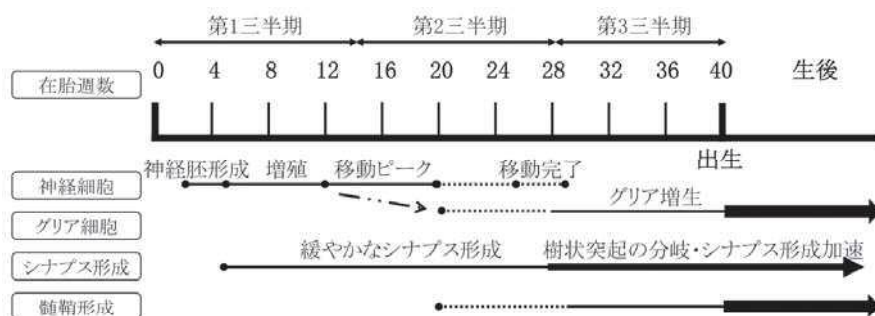 第1三半期 第2三半期 第3三半期
在胎週数 0 4 8 12 16 20 24 28 32 36 40 生後
出生
神経胚形成 増殖 移動ピーク 移動完了
神経細胞
グリア増生
グリア細胞
緩やかなシナプス形成 樹状突起の分岐・シナプス形成加速
シナプス形成
髄鞘形成